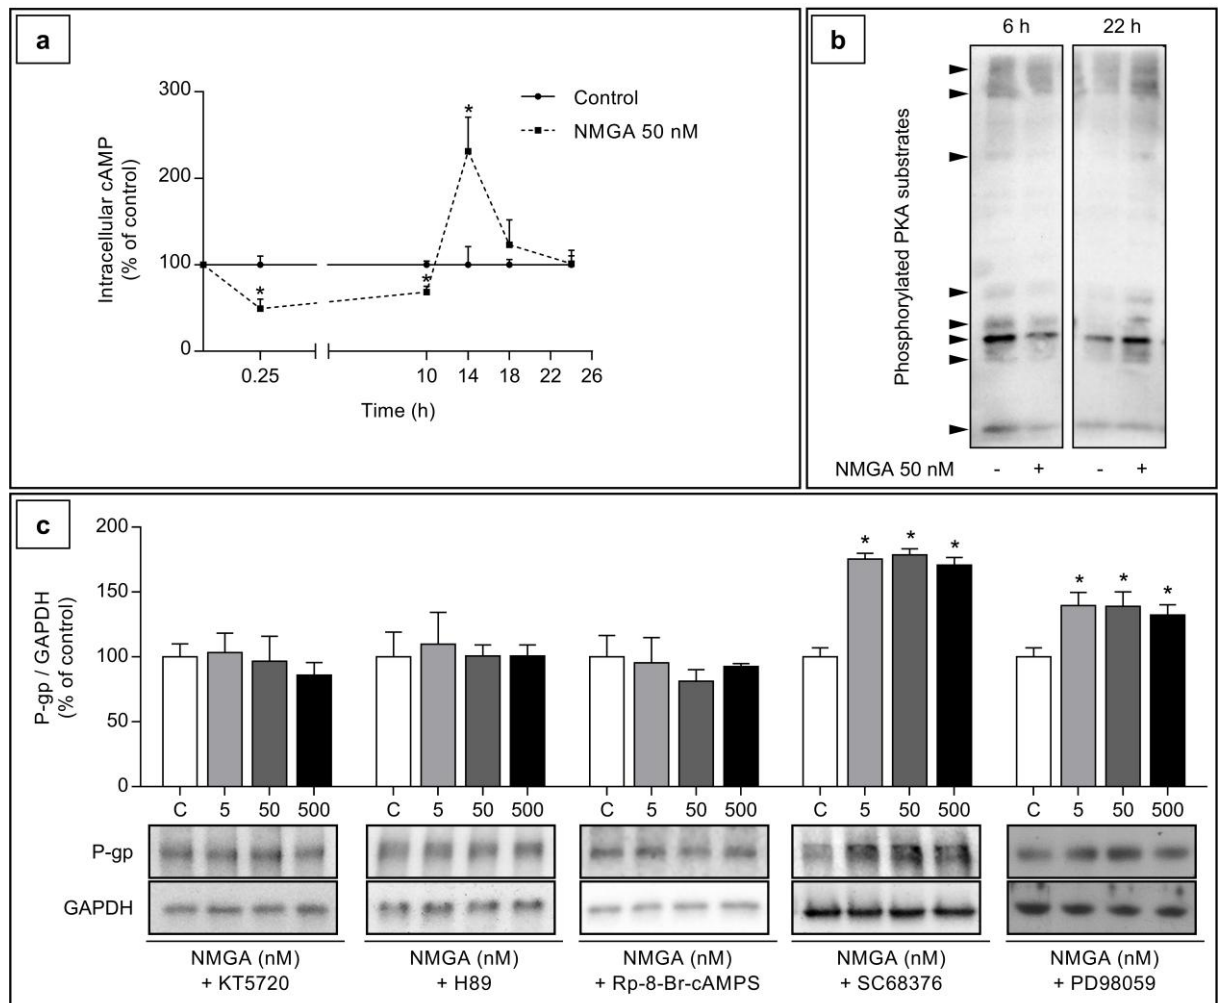 a
300
200
100
0
Intracellular cAMP
(% of control)
Control
NMGA 50 nM
*
*
*
0.25
10
14
18
22
26
Time (h)
b
6 h
22 h
Phosphorylated PKA substrates
NMGA 50 nM
-
+
-
+
c
200
150
100
50
0
P-gp / GAPDH
(% of control)
* * *
* * *
C 5 50 500
C 5 50 500
C 5 50 500
C 5 50 500
C 5 50 500
P-gp
GAPDH
NMGA (nM)
+ KT5720
NMGA (nM)
+ H89
NMGA (nM)
+ Rp-8-Br-cAMPS
NMGA (nM)
+ SC68376
NMGA (nM)
+ PD98059